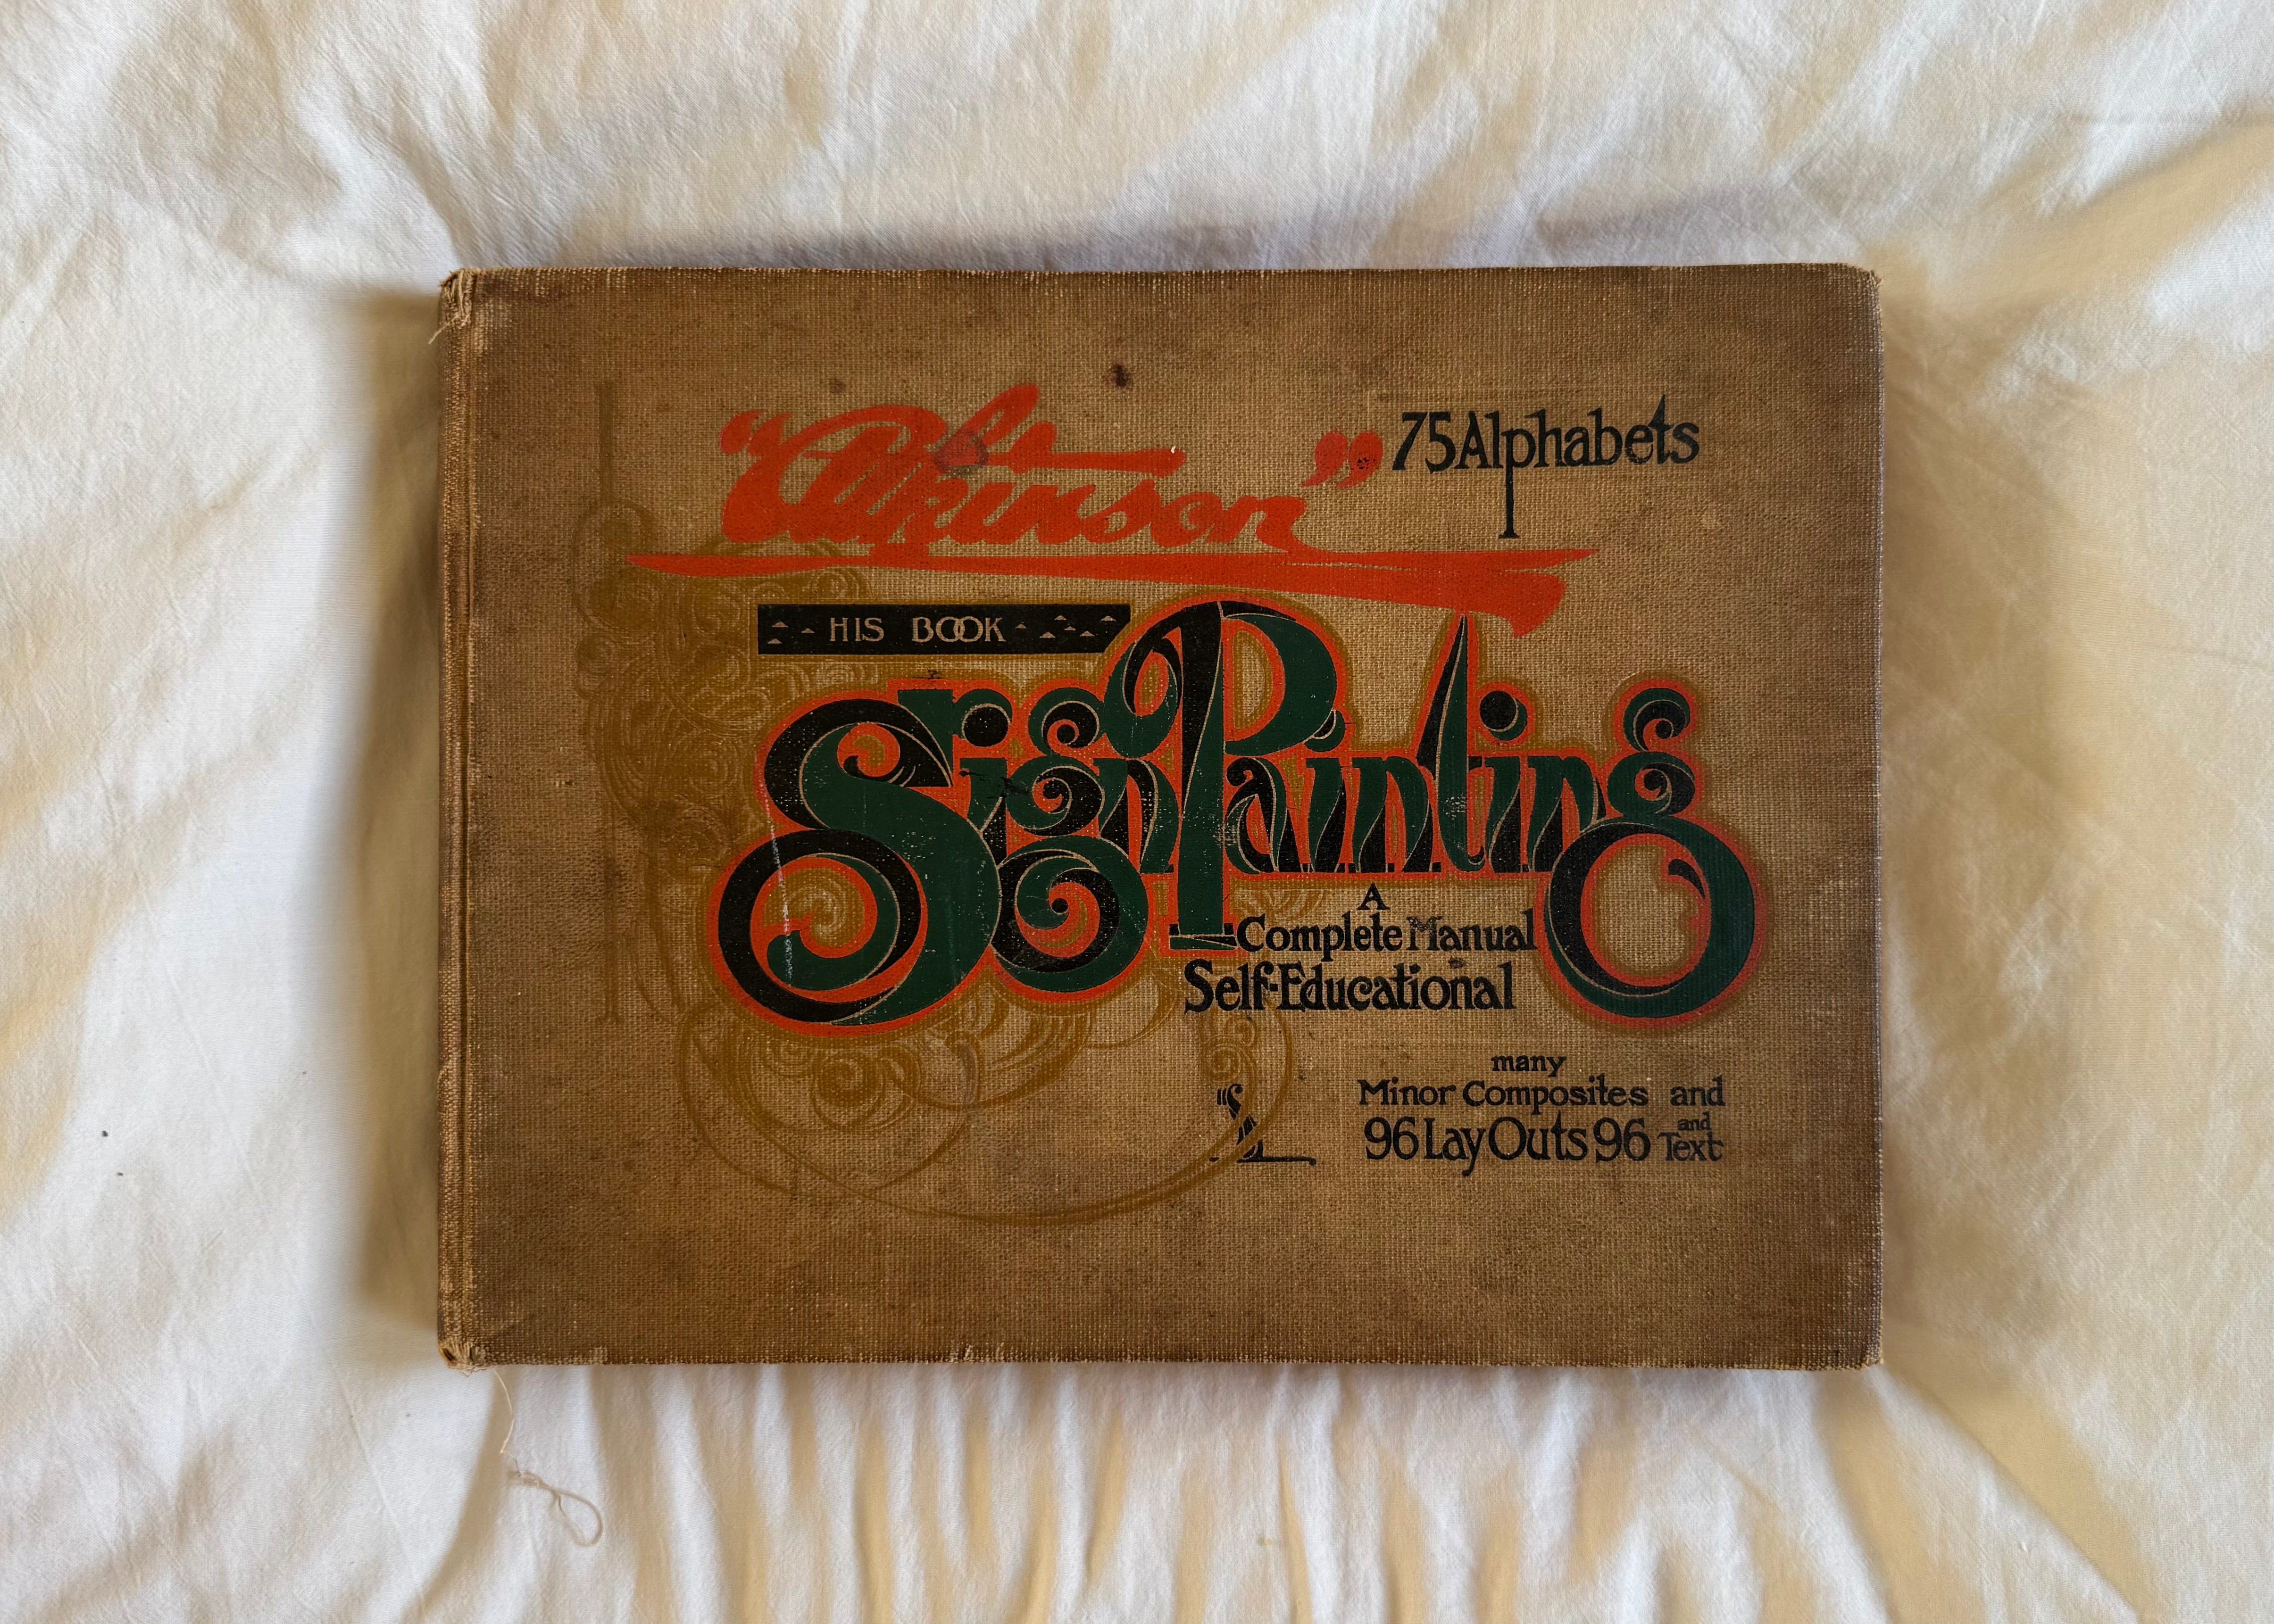 "Atkinson"
75 Alphabets
HIS BOOK
Sign Painting
A
Complete Manual
Self-Educational
many
Minor Composites and
96 Lay Outs 96 and Text